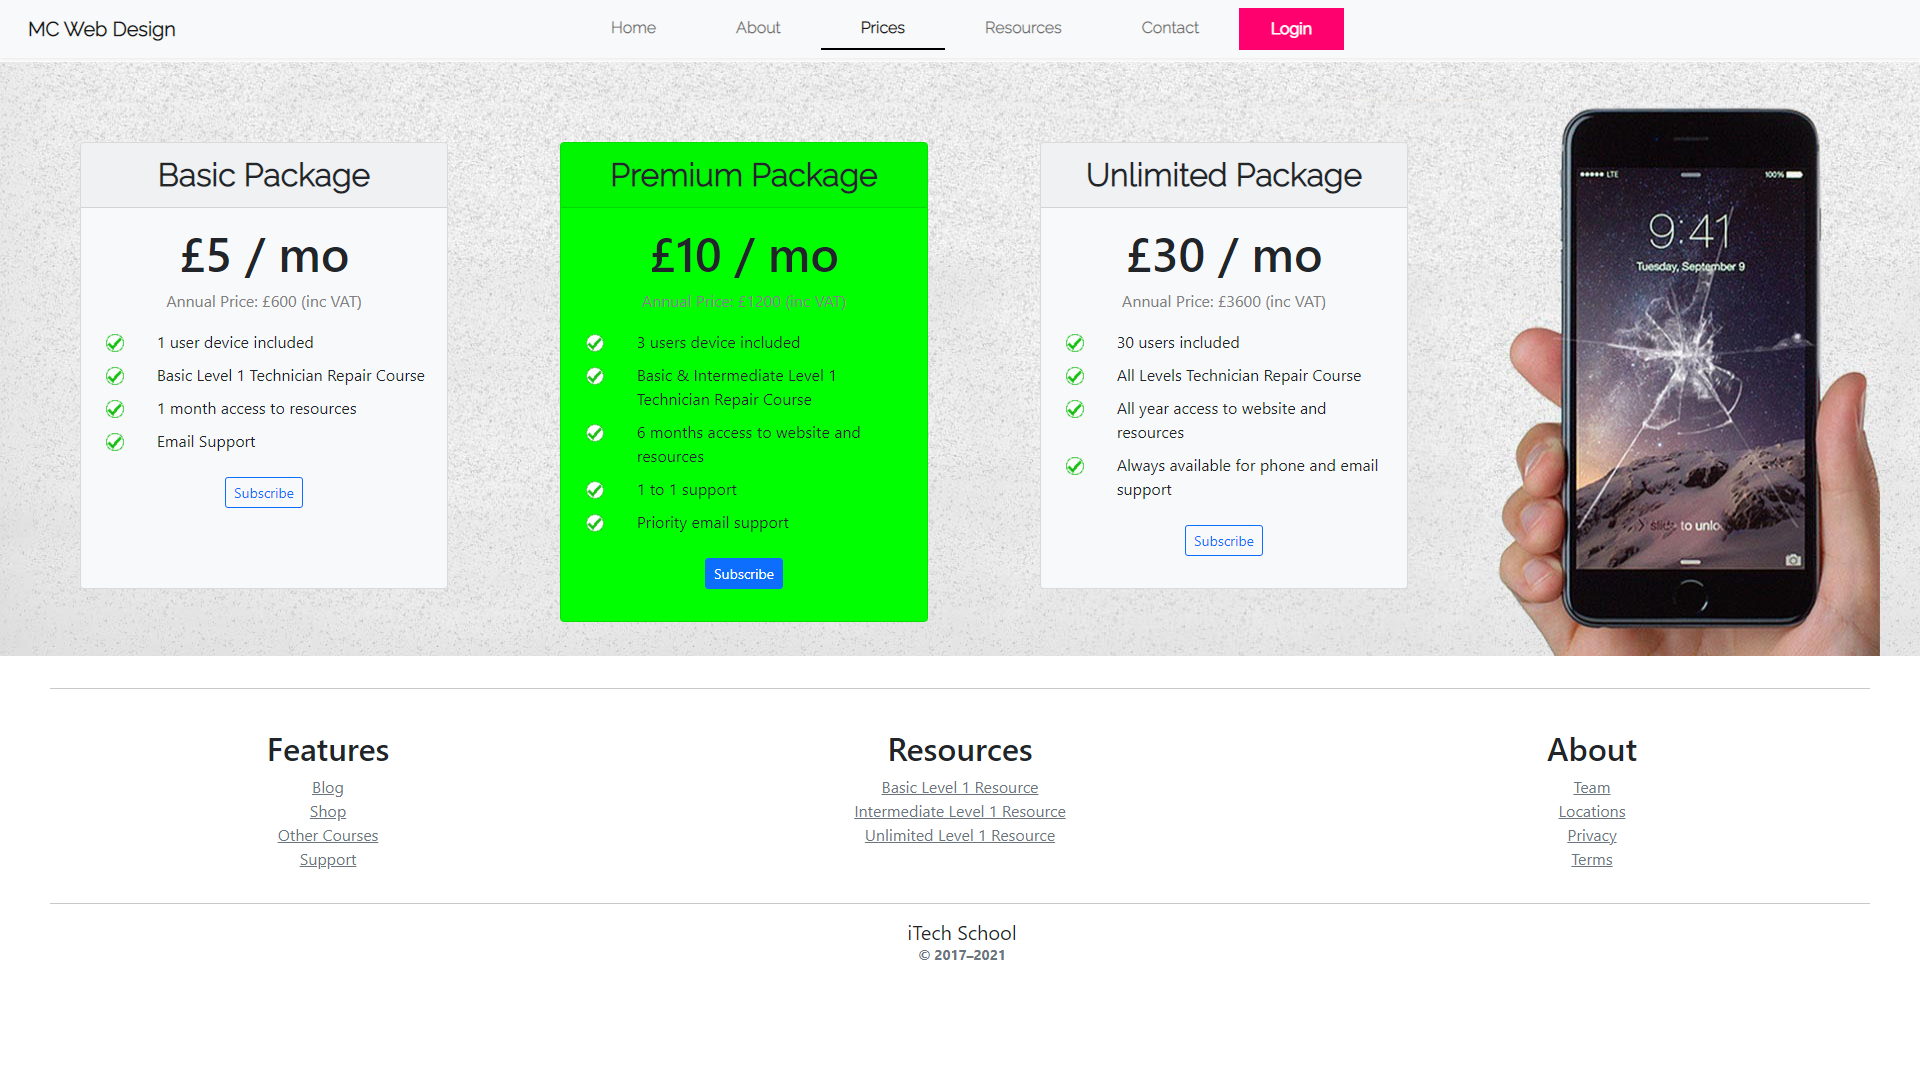 MC Web Design
Home
About
Prices
Resources
Contact
Login
Basic Package
£5 / mo
Annual Price: £600 (inc VAT)
1 user device included
Basic Level 1 Technician Repair Course
1 month access to resources
Email Support
Subscribe
Premium Package
£10 / mo
Annual Price: £1200 (inc VAT)
3 users device included
Basic & Intermediate Level 1
Technician Repair Course
6 months access to website and
resources
1 to 1 support
Priority email support
Subscribe
Unlimited Package
£30 / mo
Annual Price: £3600 (inc VAT)
30 users included
All Levels Technician Repair Course
All year access to website and
resources
Always available for phone and email
support
Subscribe
LTE
100%
9:41
Tuesday, September 9
slide to unlo
Features
Blog
Shop
Other Courses
Support
Resources
Basic Level 1 Resource
Intermediate Level 1 Resource
Unlimited Level 1 Resource
About
Team
Locations
Privacy
Terms
iTech School
© 2017–2021